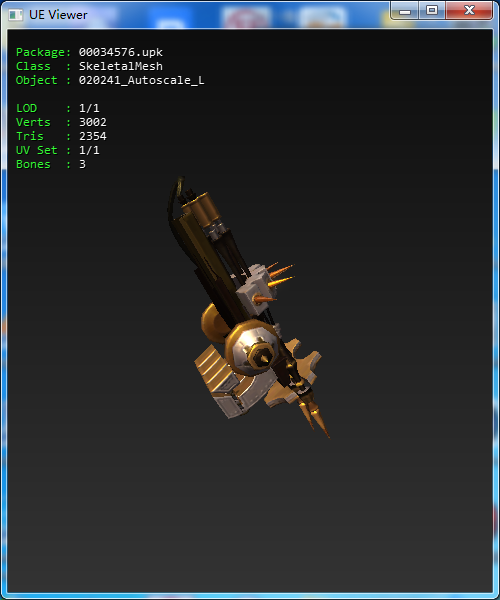 UE Viewer
Package: 00034576.upk
Class : SkeletalMesh
Object : 020241_Autoscale_L
LOD : 1/1
Verts : 3002
Tris : 2354
UV Set : 1/1
Bones : 3